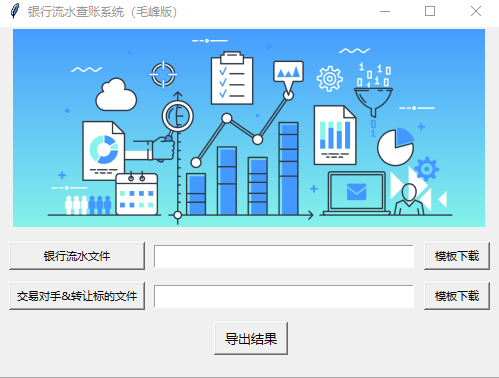 银行流水查账系统（毛峰版）
银行流水文件
模板下载
交易对手&转让标的文件
模板下载
导出结果